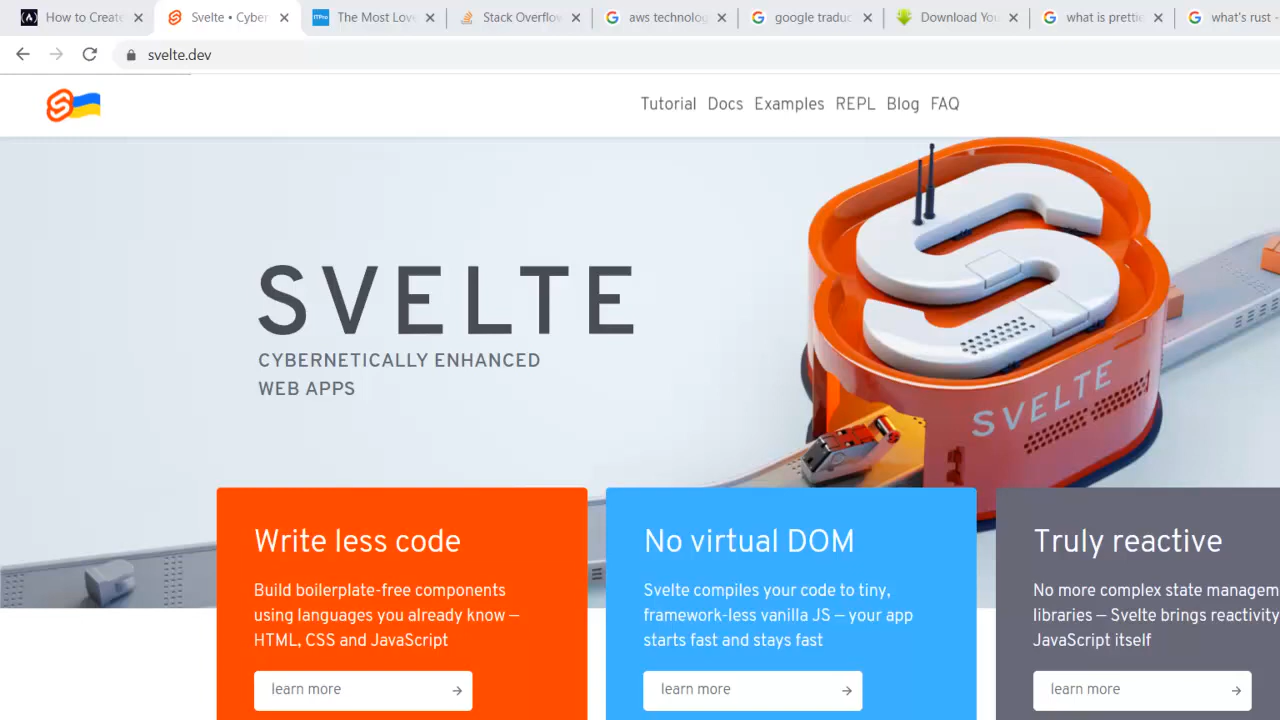 How to Create
Svelte • Cyber
The Most Love
Stack Overflow
aws technolog
google traduc
Download You
what is pretti
what's rust -
svelte.dev
Tutorial Docs Examples REPL Blog FAQ
SVELTE
CYBERNETICALLY ENHANCED
WEB APPS
SVELTE
Write less code
Build boilerplate-free components
using languages you already know —
HTML, CSS and JavaScript
learn more
No virtual DOM
Svelte compiles your code to tiny,
framework-less vanilla JS — your app
starts fast and stays fast
learn more
Truly reactive
No more complex state managem
libraries — Svelte brings reactivity
JavaScript itself
learn more